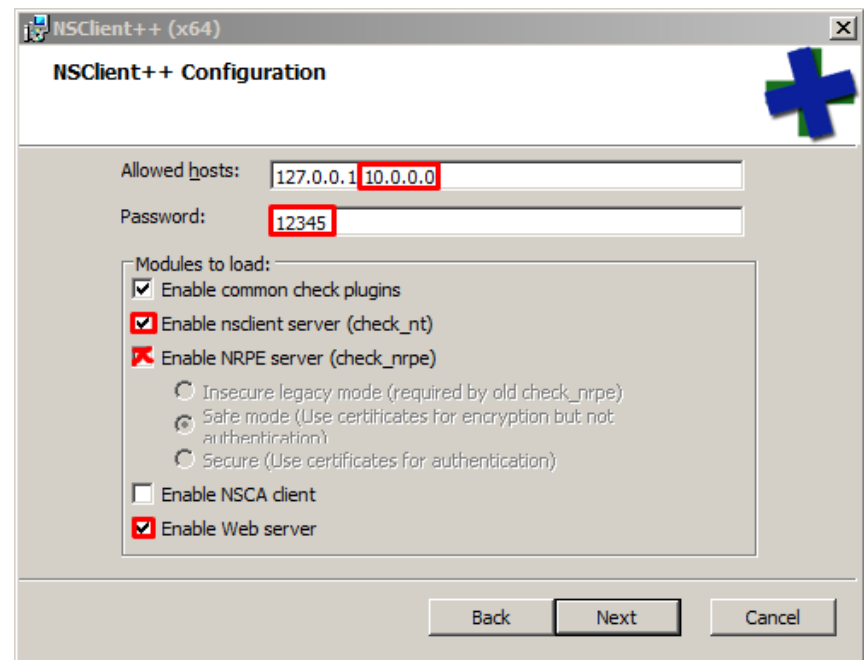 NSClient++ (x64)
NSClient++ Configuration
Allowed hosts: 127.0.0.1 10.0.0.0
Password: 12345
Modules to load:
Enable common check plugins
Enable nsclient server (check_nt)
Enable NRPE server (check_nrpe)
Insecure legacy mode (required by old check_nrpe)
Safe mode (Use certificates for encryption but not
authentication)
Secure (Use certificates for authentication)
Enable NSCA client
Enable Web server
Back Next Cancel